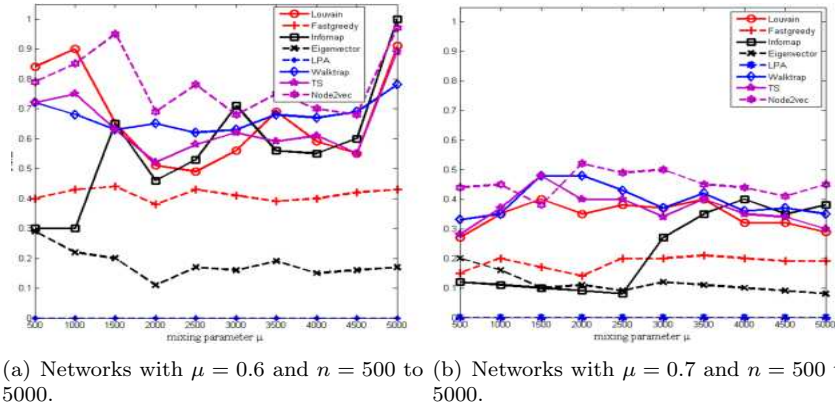 1
0.9
0.8
0.7
0.6
0.5
0.4
0.3
0.2
0.1
0
500 1000 1500 2000 2500 3000 3500 4000 4500 5000
mixing parameter μ
Louvain
Fastgreedy
Infomap
Eigenvector
LPA
Walktrap
TS
Node2vec
(a) Networks with μ = 0.6 and n = 500 to
5000.
1
0.9
0.8
0.7
0.6
0.5
0.4
0.3
0.2
0.1
0
500 1000 1500 2000 2500 3000 3500 4000 4500 5000
mixing parameter μ
Louvain
Fastgreedy
Infomap
Eigenvector
LPA
Walktrap
TS
Node2vec
(b) Networks with μ = 0.7 and n = 500
5000.